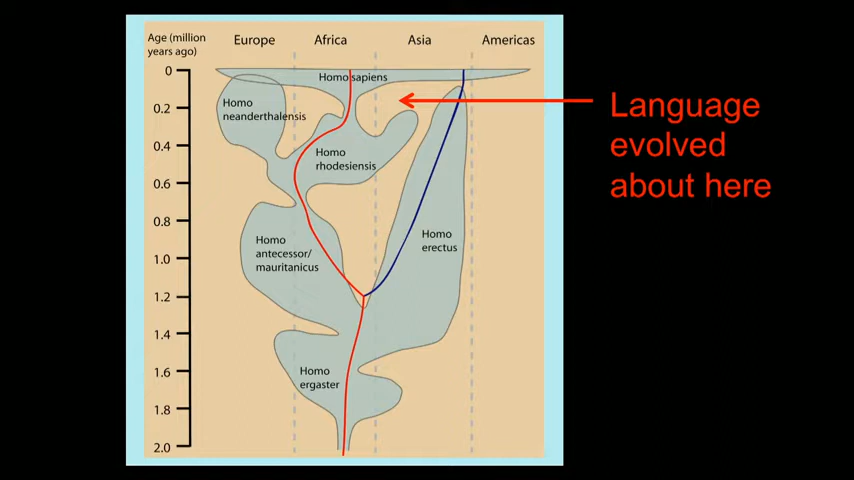 Age (million
years ago)
Europe
Africa
Asia
Americas
0
0.2
0.4
0.6
0.8
1.0
1.2
1.4
1.6
1.8
2.0
Homo sapiens
Homo
neanderthalensis
Homo
rhodesiensis
Homo
antecessor/
mauritanicus
Homo
erectus
Homo
ergaster
Language
evolved
about here